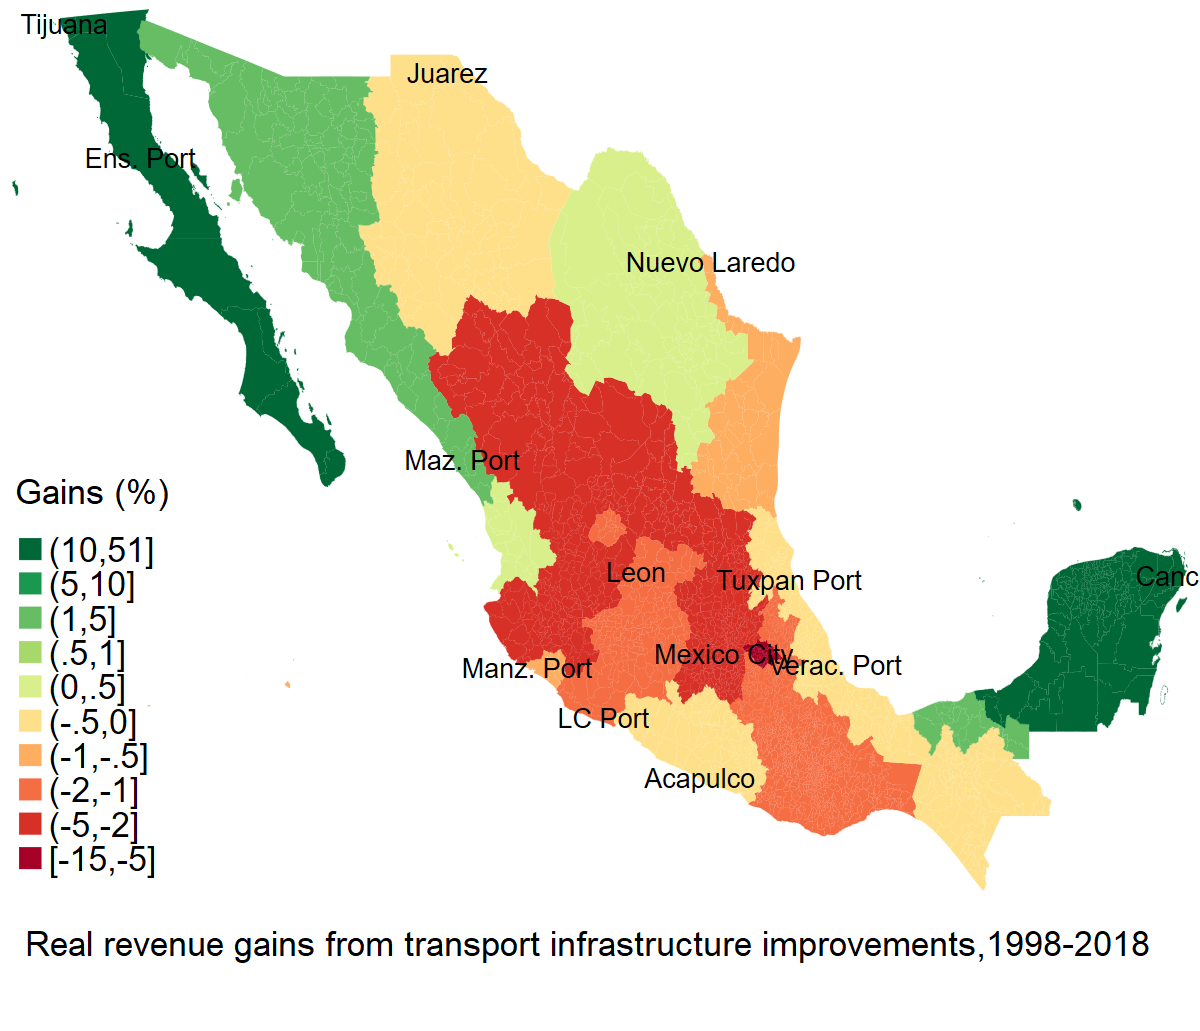 Tijuana
Juarez
Ens. Port
Nuevo Laredo
Maz. Port
Gains (%)
(10,51]
(5,10]
(1,5]
(.5,1]
(0,.5]
(-.5,0]
(-1,-.5]
(-2,-1]
(-5,-2]
[-15,-5]
Leon
Tuxpan Port
Canc
Mexico City
Verac. Port
Manz. Port
LC Port
Acapulco
Real revenue gains from transport infrastructure improvements,1998-2018